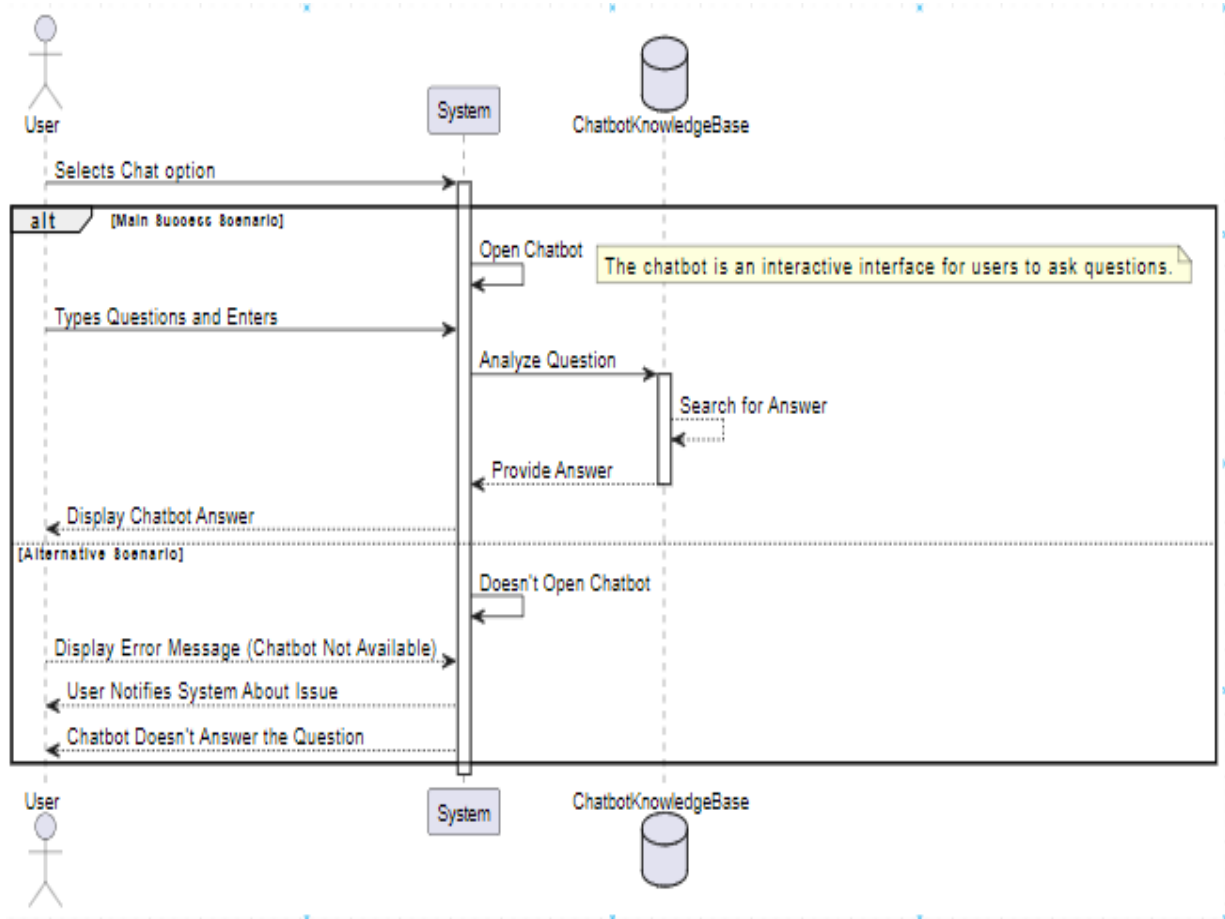 User
System
ChatbotKnowledgeBase
Selects Chat option
alt
[Main Success Scenario]
Open Chatbot
The chatbot is an interactive interface for users to ask questions.
Types Questions and Enters
Analyze Question
Search for Answer
Provide Answer
Display Chatbot Answer
[Alternative Scenario]
Doesn't Open Chatbot
Display Error Message (Chatbot Not Available)
User Notifies System About Issue
Chatbot Doesn't Answer the Question
User
System
ChatbotKnowledgeBase